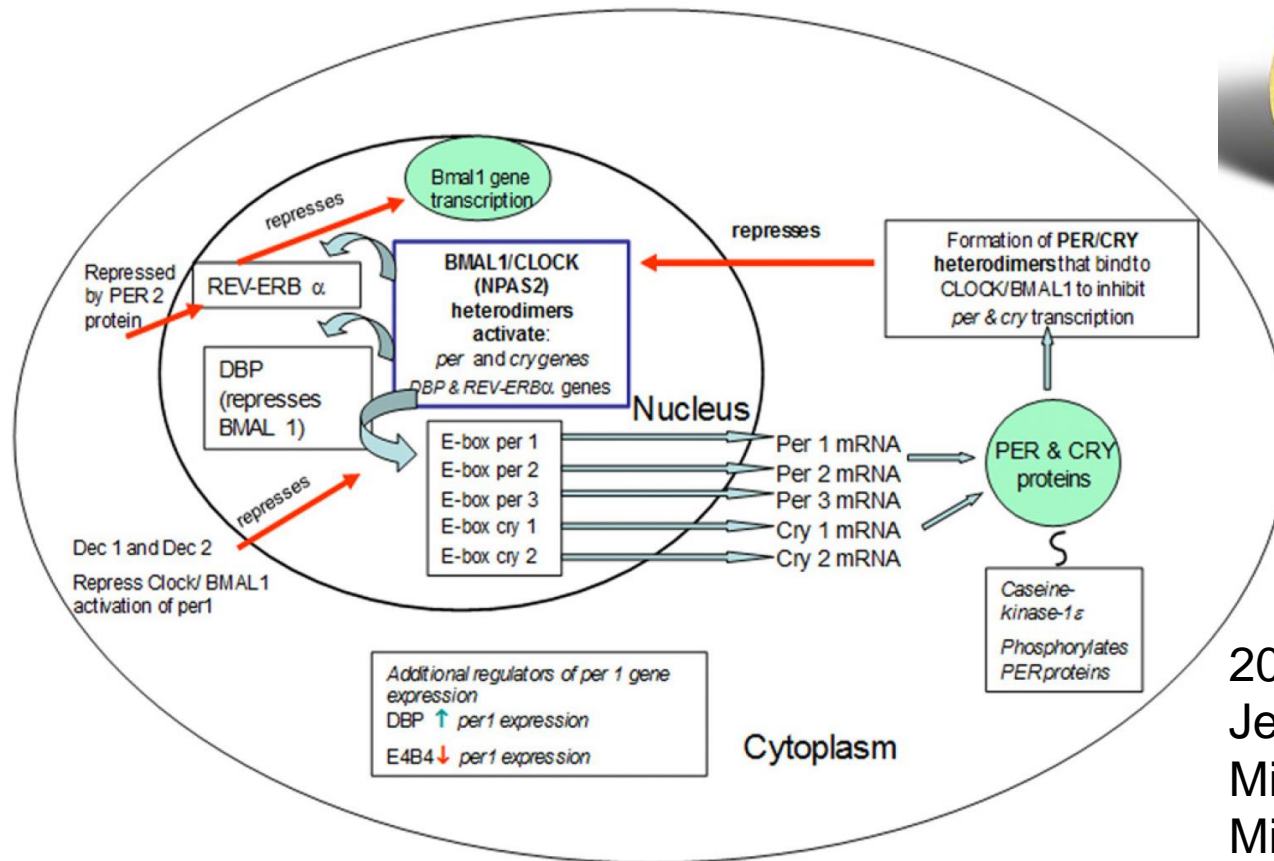 Bmal1 gene
transcription
represses
Repressed
by PER 2
protein
REV-ERB α
BMAL1/CLOCK
(NPAS2)
heterodimers
activate:
per and cry genes
DBP & REV-ERBα genes
represses
Formation of PER/CRY
heterodimers that bind to
CLOCK/BMAL1 to inhibit
per & cry transcription
DBP
(represses
BMAL 1)
Nucleus
E-box per 1
E-box per 2
E-box per 3
E-box cry 1
E-box cry 2
Per 1 mRNA
Per 2 mRNA
Per 3 mRNA
Cry 1 mRNA
Cry 2 mRNA
PER & CRY
proteins
represses
Dec 1 and Dec 2
Repress Clock/ BMAL1
activation of per1
Caseine-
kinase-1ε
Phosphorylates
PER proteins
Additional regulators of per 1 gene
expression
DBP ↑ per1 expression
E4B4 ↓ per1 expression
Cytoplasm
20
Je
Mi
Mi